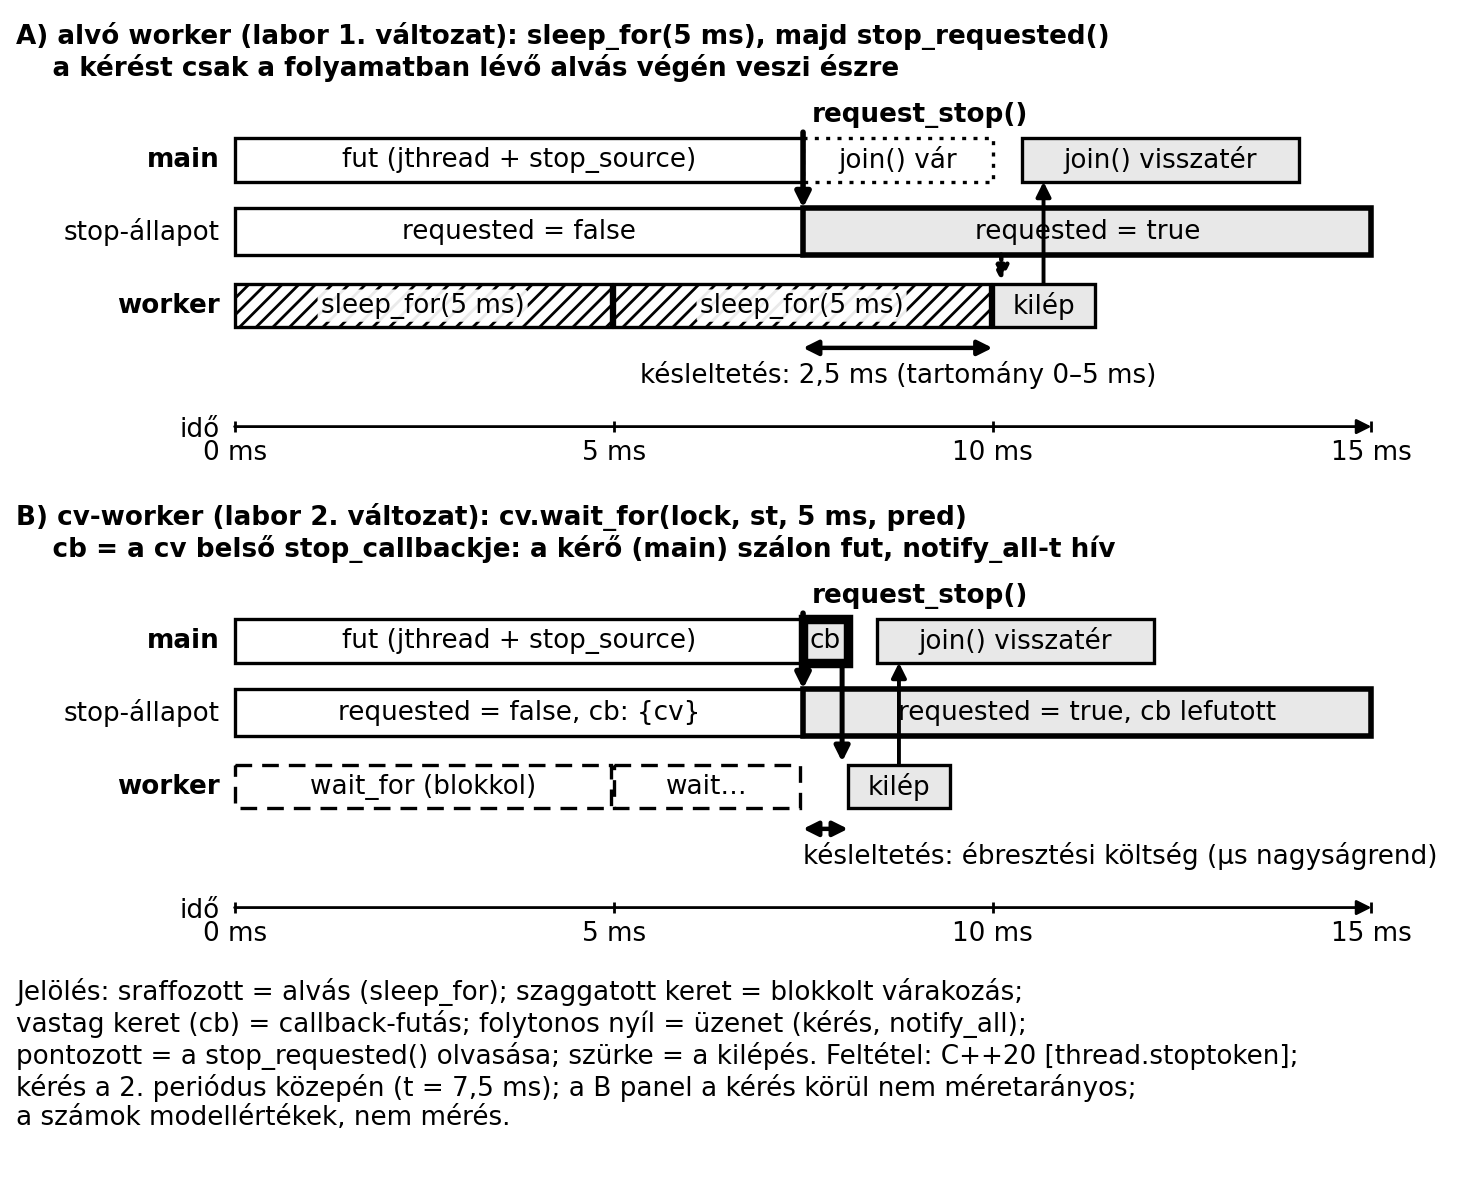 A) alvó worker (labor 1. változat): sleep_for(5 ms), majd stop_requested()
a kérést csak a folyamatban lévő alvás végén veszi észre
request_stop()
main
fut (jthread + stop_source)
join() vár
join() visszatér
stop-állapot
requested = false
requested = true
worker
sleep_for(5 ms)
sleep_for(5 ms)
kilép
késleltetés: 2,5 ms (tartomány 0–5 ms)
idő
0 ms
5 ms
10 ms
15 ms
B) cv-worker (labor 2. változat): cv.wait_for(lock, st, 5 ms, pred)
cb = a cv belső stop_callbackje: a kérő (main) szálon fut, notify_all-t hív
request_stop()
main
fut (jthread + stop_source)
cb
join() visszatér
stop-állapot
requested = false, cb: {cv}
requested = true, cb lefutott
worker
wait_for (blokkol)
wait…
kilép
késleltetés: ébresztési költség (µs nagyságrend)
idő
0 ms
5 ms
10 ms
15 ms
Jelölés: sraffozott = alvás (sleep_for); szaggatott keret = blokkolt várakozás;
vastag keret (cb) = callback-futás; folytonos nyíl = üzenet (kérés, notify_all);
pontozott = a stop_requested() olvasása; szürke = a kilépés. Feltétel: C++20 [thread.stoptoken];
kérés a 2. periódus közepén (t = 7,5 ms); a B panel a kérés körül nem méretarányos;
a számok modellértékek, nem mérés.